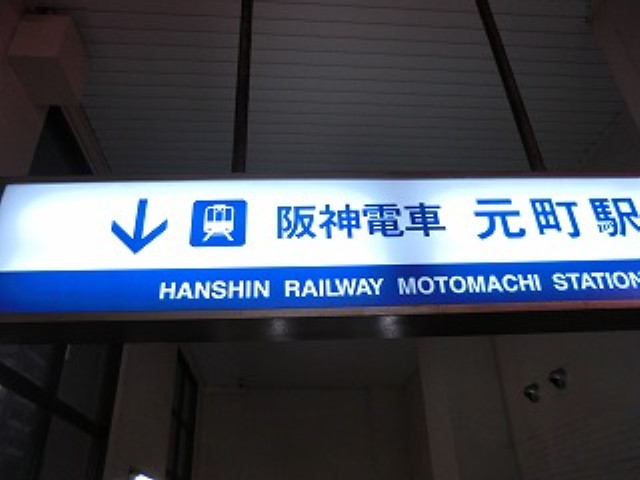 阪神電車 元町駅
HANSHIN RAILWAY MOTOMACHI STATION